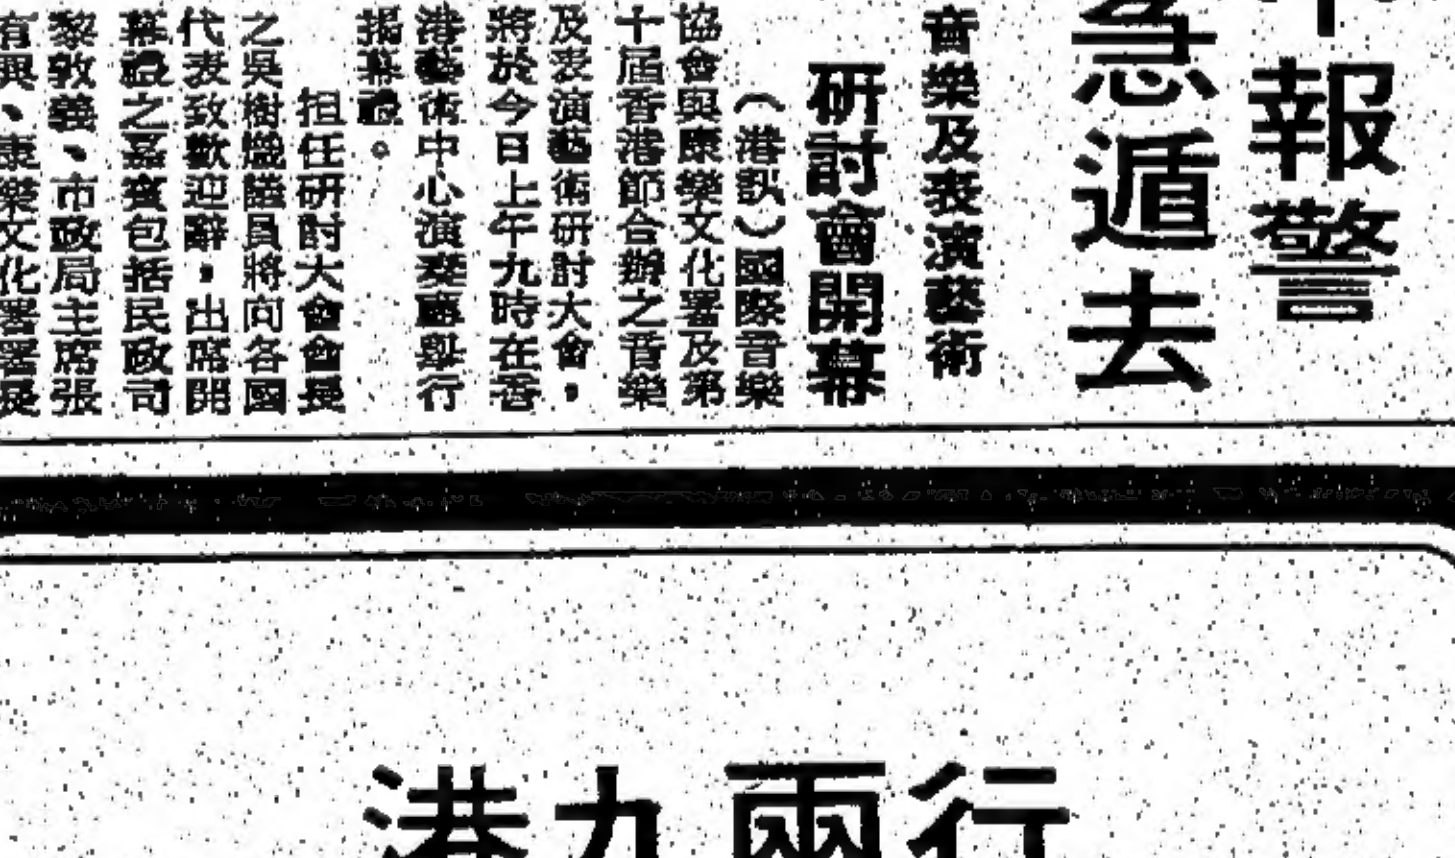 報警
急遁去
音樂及表演藝術
研討會開幕
(港訊)國際音樂
協會與康樂文化署及第
十屆香港節合辦之音樂
及表演藝術研討大會,
將於今日上午九時在香
港藝術中心演奏廳舉行
揭幕禮。
担任研討大會會長
之吳樹熾議員將向各國
代表致歡迎辭,出席開
幕禮之嘉賓包括民政司
黎敦義、市政局主席張
有興、康樂文化署署長
港九兩行